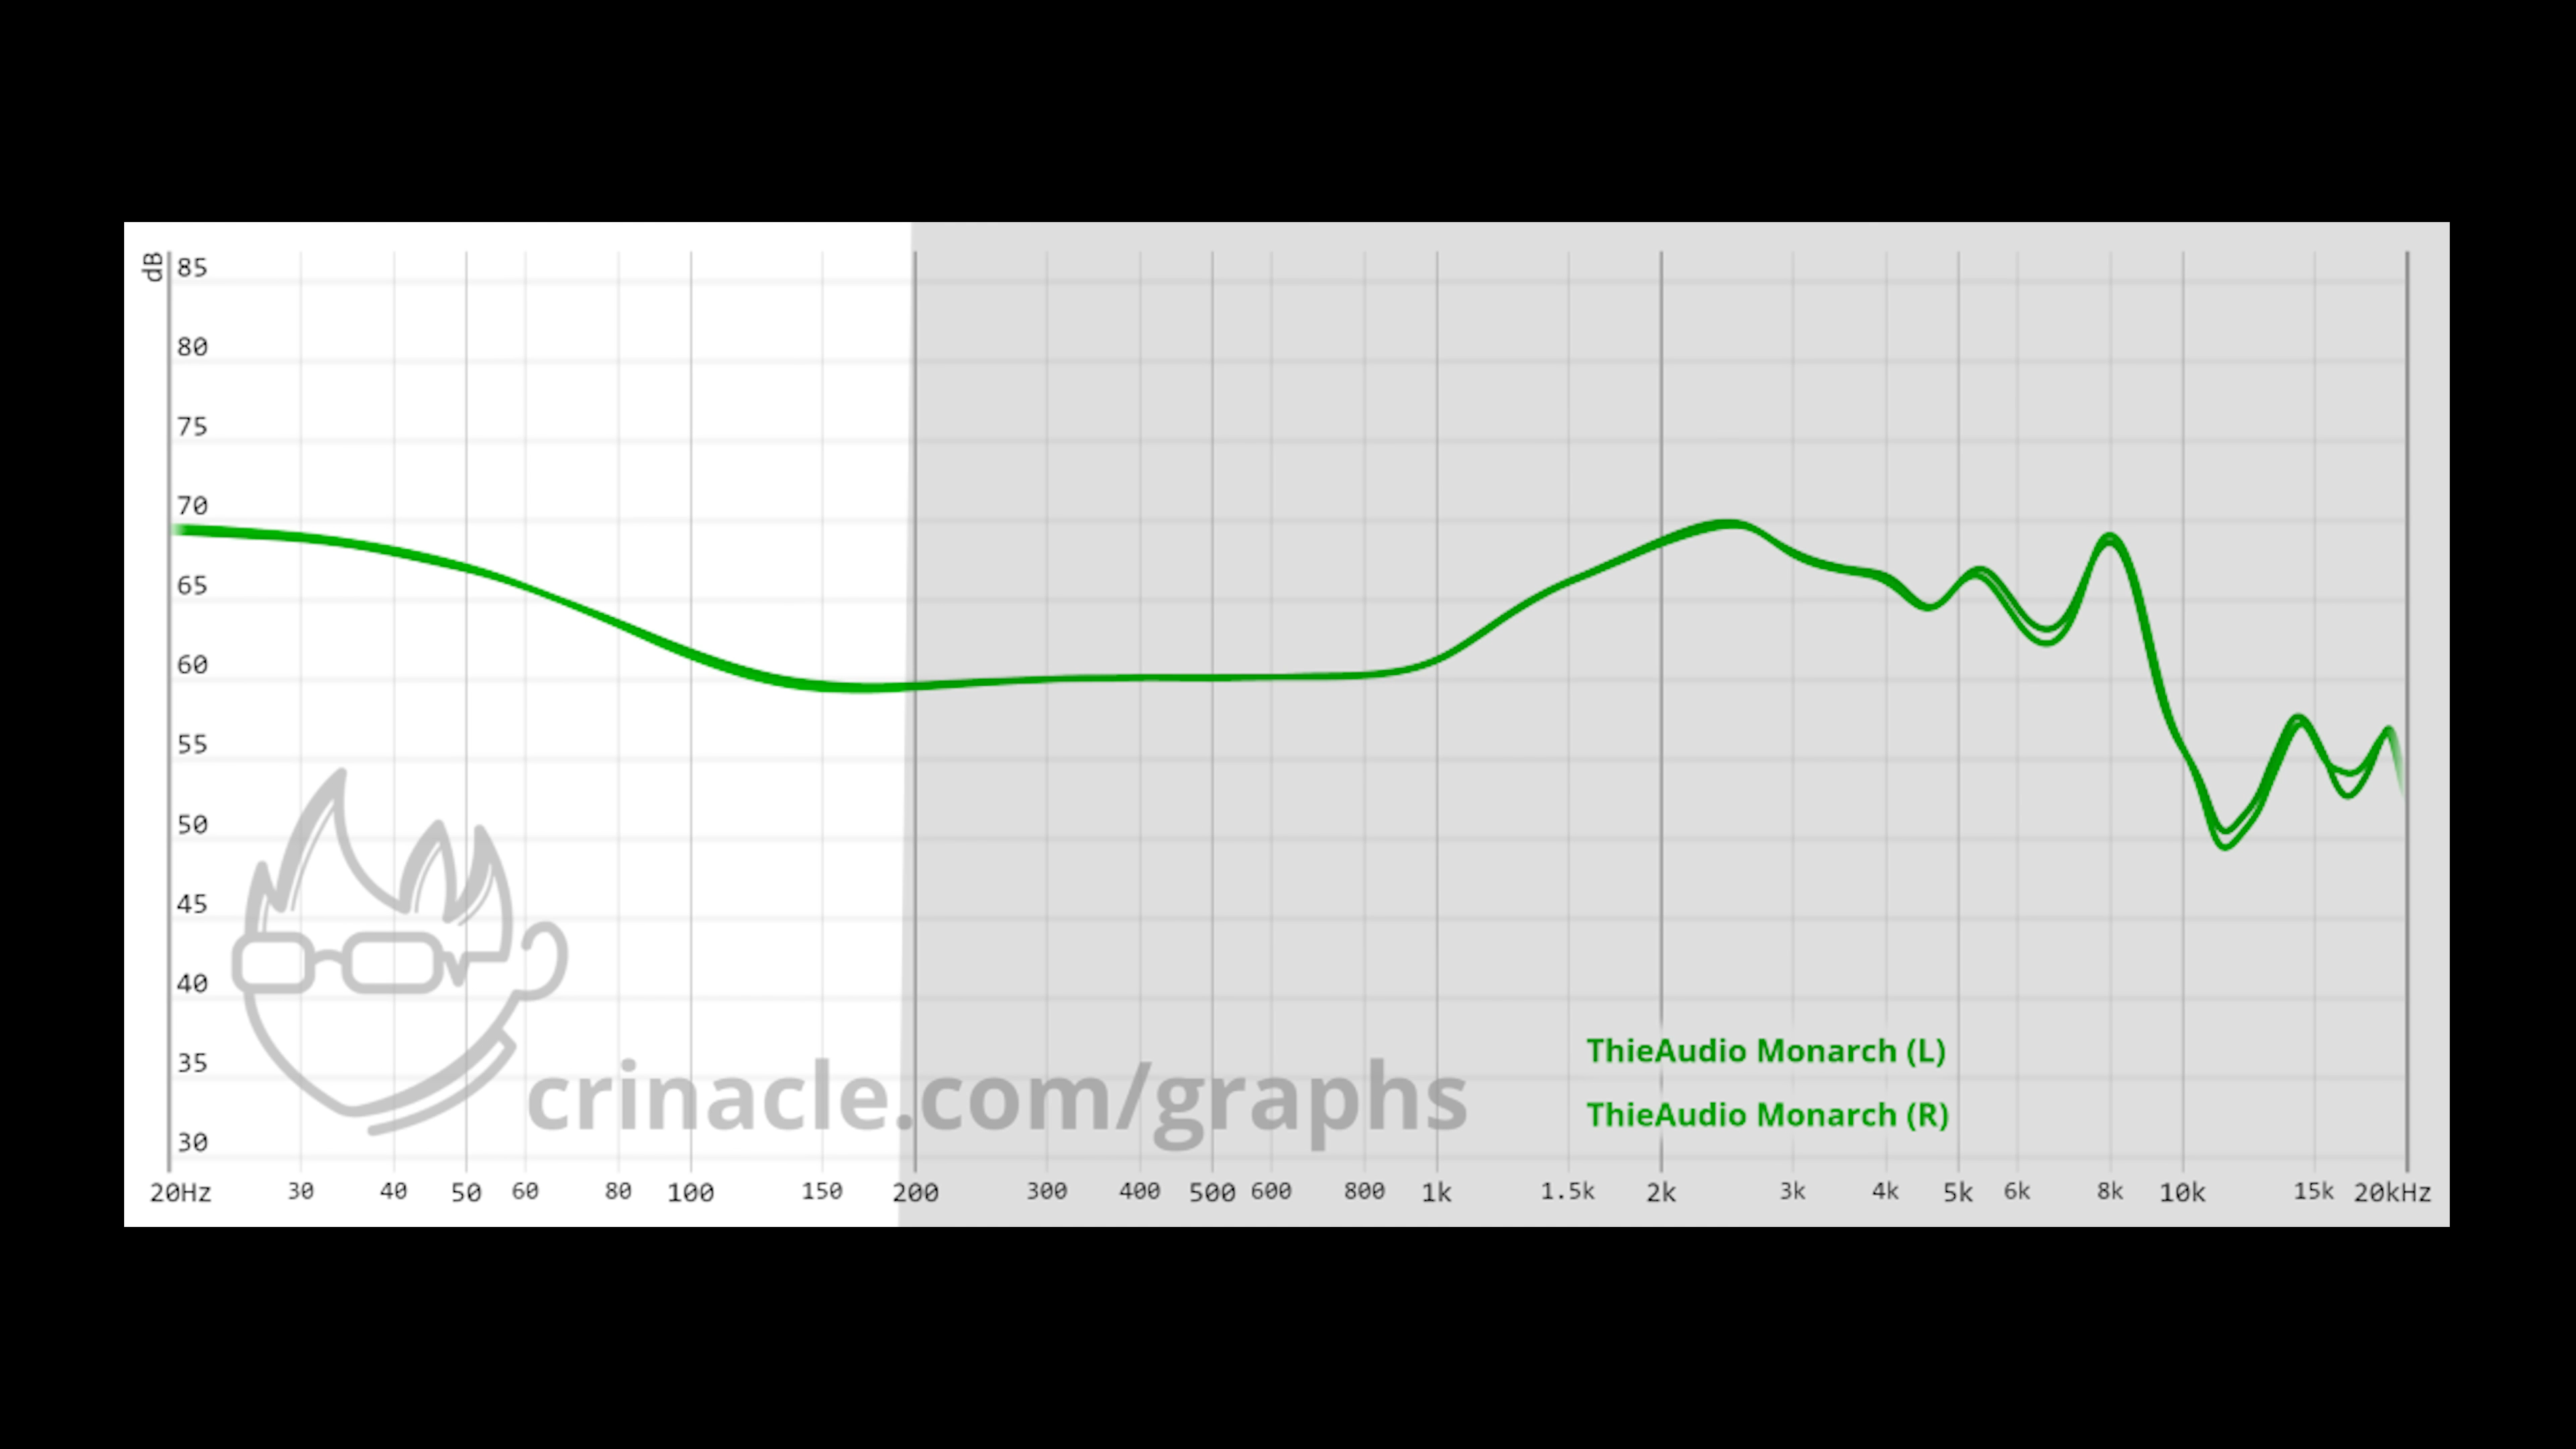 dB
85
80
75
70
65
60
55
50
45
40
35
30
crinacle.com/graphs
ThieAudio Monarch (L)
ThieAudio Monarch (R)
20Hz 30 40 50 60 80 100 150 200 300 400 500 600 800 1k 1.5k 2k 3k 4k 5k 6k 8k 10k 15k 20kHz